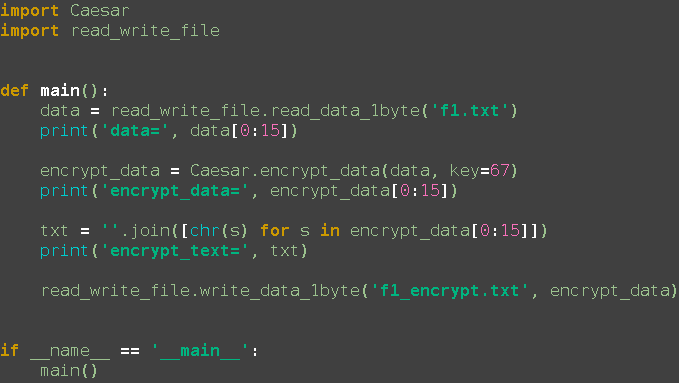 import Caesar
import read_write_file
def main():
    data = read_write_file.read_data_1byte('f1.txt')
    print('data=', data[0:15])
    encrypt_data = Caesar.encrypt_data(data, key=67)
    print('encrypt_data=', encrypt_data[0:15])
    txt = ''.join([chr(s) for s in encrypt_data[0:15]])
    print('encrypt_text=', txt)
    read_write_file.write_data_1byte('f1_encrypt.txt', encrypt_data)
if __name__ == '__main__':
    main()